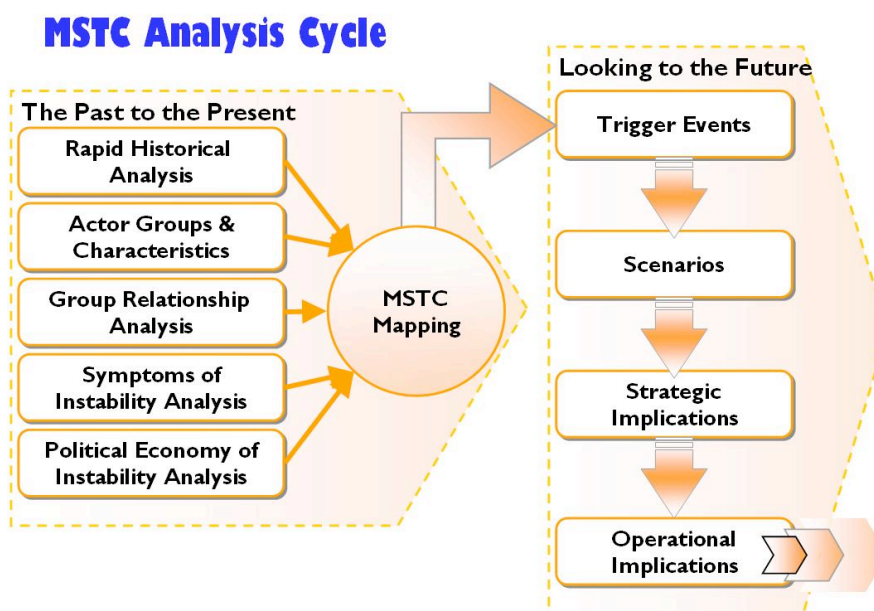 MSTC Analysis Cycle
The Past to the Present
Rapid Historical
Analysis
Actor Groups &
Characteristics
Group Relationship
Analysis
Symptoms of
Instability Analysis
Political Economy of
Instability Analysis
MSTC
Mapping
Looking to the Future
Trigger Events
Scenarios
Strategic
Implications
Operational
Implications